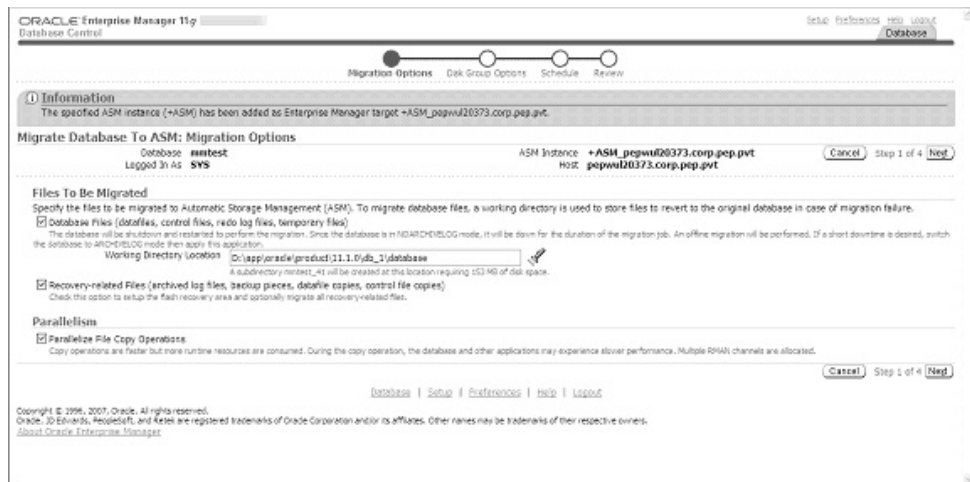 ORACLE Enterprise Manager 11g
Database Control
Setup Preferences Help Logout
Database
Migration Options Disk Group Options Schedule Review
Information
The specified ASM instance (+ASM) has been added as Enterprise Manager target +ASM_pepwul20373.corp.pep.pvt.
Migrate Database To ASM: Migration Options
Database mmtest
Logged In As SYS
ASM Instance +ASM_pepwul20373.corp.pep.pvt
Host pepwul20373.corp.pep.pvt
Cancel Step 1 of 4 Next
Files To Be Migrated
Specify the files to be migrated to Automatic Storage Management (ASM). To migrate database files, a working directory is used to store files to revert to the original database in case of migration failure.
Database Files (datafiles, control files, redo log files, temporary files)
The database will be shutdown and restarted to perform the migration. Since the database is in NOARCHIVELOG mode, it will be down for the duration of the migration job. An offline migration will be performed. If a short downtime is desired, switch
the database to ARCHIVELOG mode then apply this application.
Working Directory Location D:\app\oracle\product\11.1.0\db_1\database
A subdirectory mmtest_41 will be created at this location requiring 153 MB of disk space.
Recovery-related Files (archived log files, backup pieces, datafile copies, control file copies)
Check this option to setup the flash recovery area and optionally migrate all recovery-related files.
Parallelism
Parallelize File Copy Operations
Copy operations are faster but more runtime resources are consumed. During the copy operation, the database and other applications may experience slower performance. Multiple RMAN channels are allocated.
Cancel Step 1 of 4 Next
Database | Setup | Preferences | Help | Logout
Copyright © 1996, 2007, Oracle. All rights reserved.
Oracle, JD Edwards, PeopleSoft, and Retek are registered trademarks of Oracle Corporation and/or its affiliates. Other names may be trademarks of their respective owners.
About Oracle Enterprise Manager